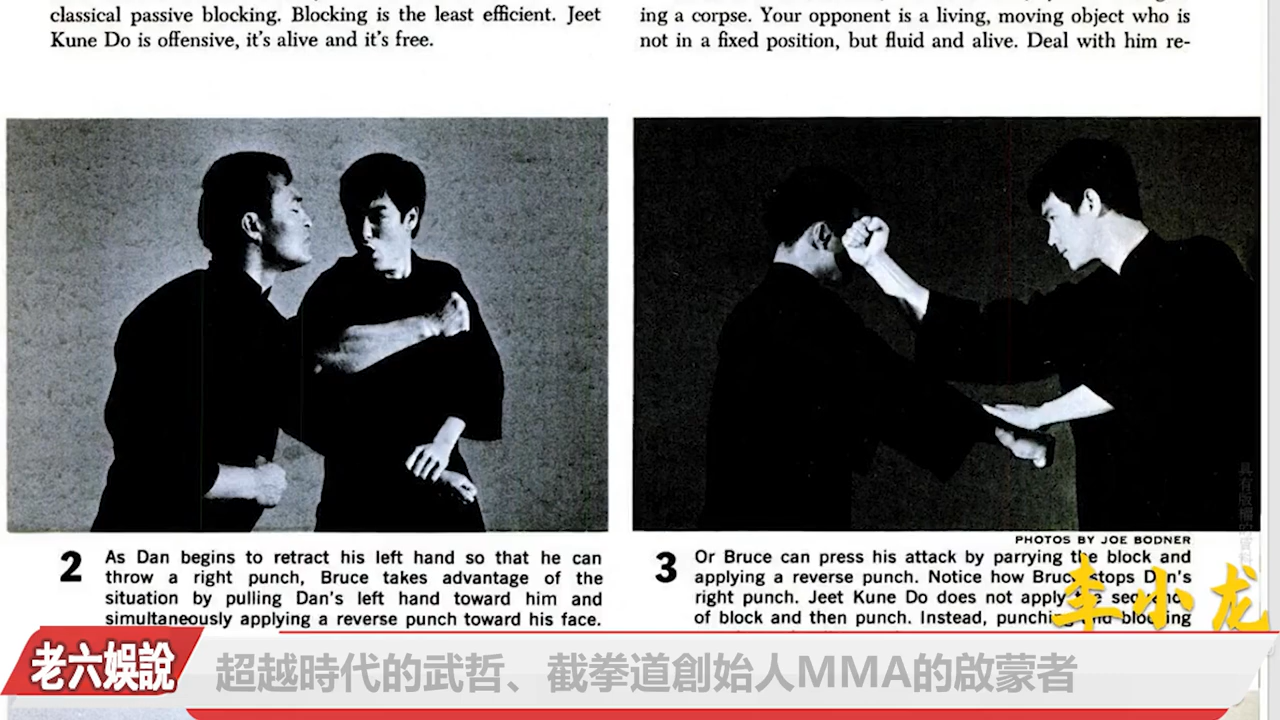 classical passive blocking. Blocking is the least efficient. Jeet
Kune Do is offensive, it's alive and it's free.
ing a corpse. Your opponent is a living, moving object who is
not in a fixed position, but fluid and alive. Deal with him re-
2 As Dan begins to retract his left hand so that he can
throw a right punch, Bruce takes advantage of the
situation by pulling Dan's left hand toward him and
simultaneously applying a reverse punch toward his face.
PHOTOS BY JOE BODNER
3 Or Bruce can press his attack by parrying the block and
applying a reverse punch. Notice how Bruce stops Dan's
right punch. Jeet Kune Do does not apply
of block and then punch. Instead, punching and blocking
李小龙
老六娛說
超越時代的武哲、截拳道創始人MMA的啟蒙者